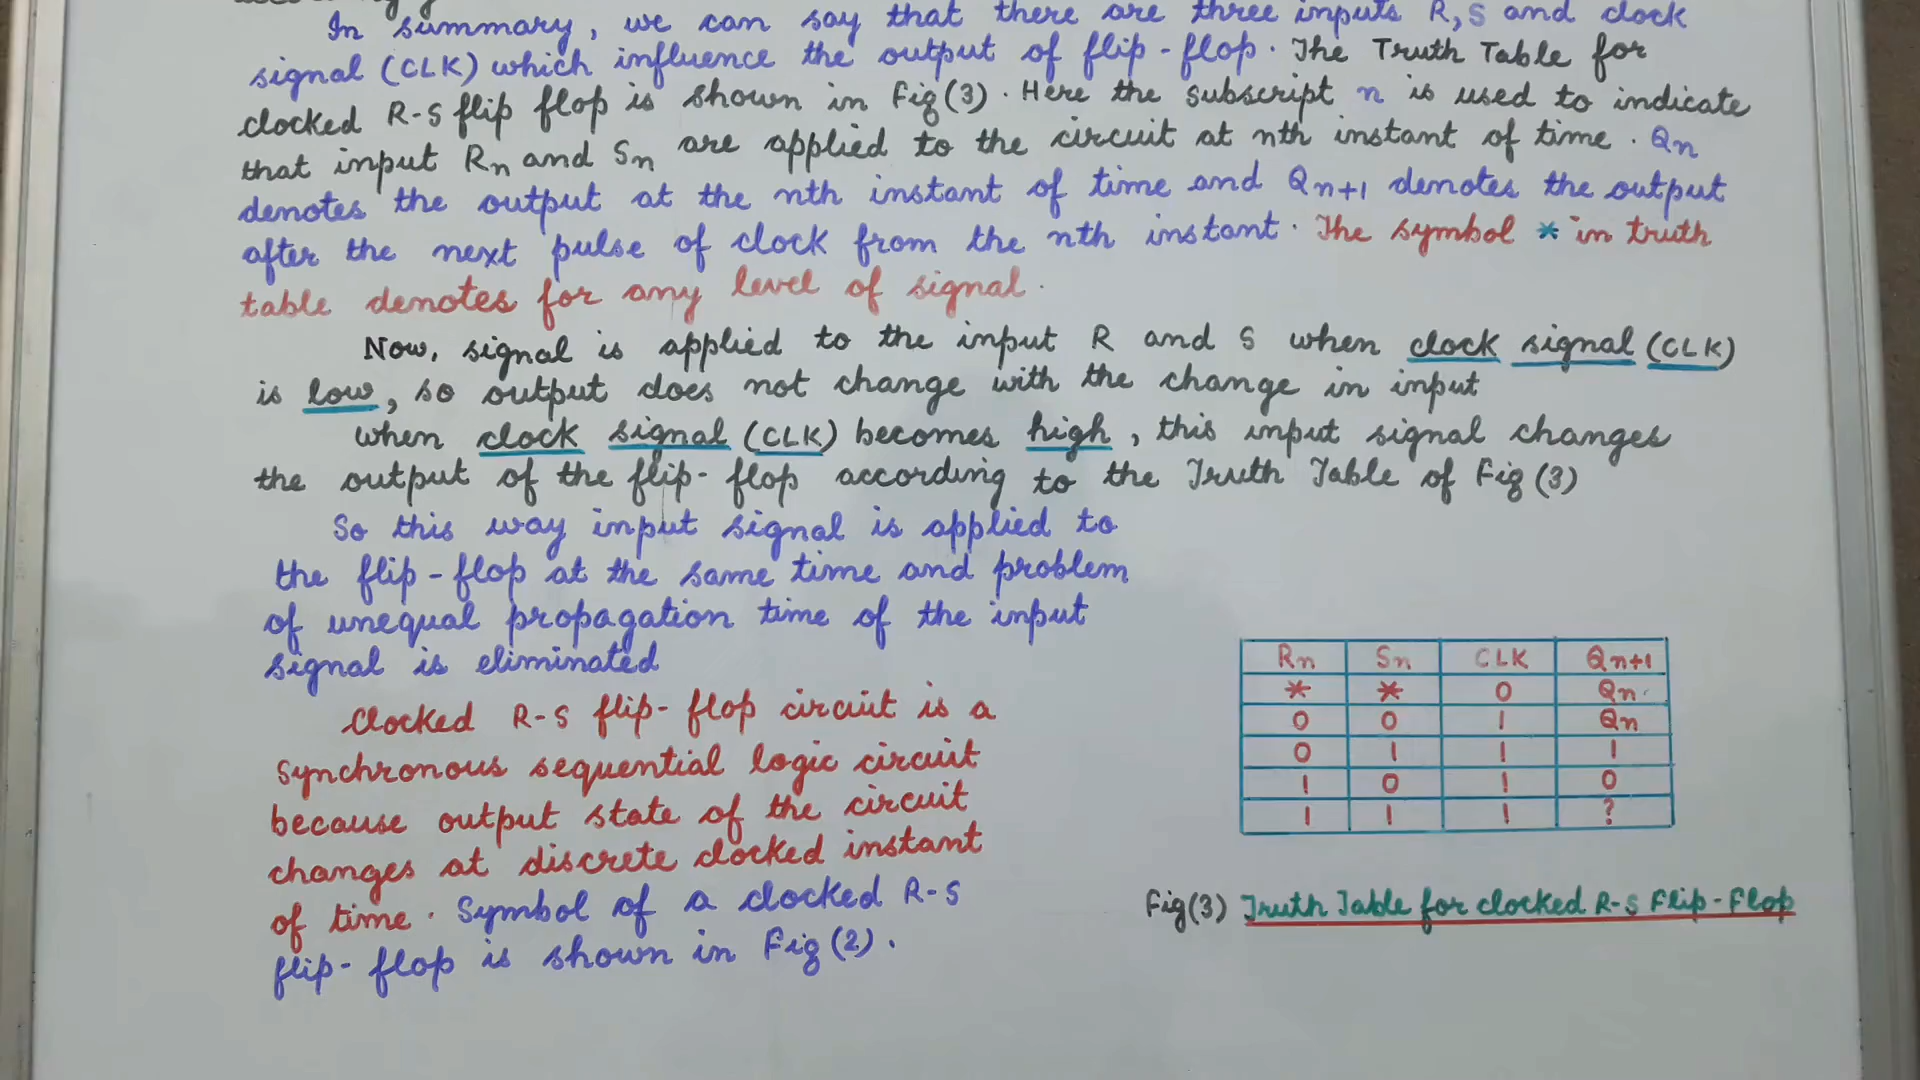 In summary, we can say that there are three inputs R, S and clock
signal (CLK) which influence the output of flip-flop. The Truth Table for
clocked R-S flip flop is shown in Fig (3). Here the subscript n is used to indicate
that input Rn and Sn are applied to the circuit at nth instant of time. Qn
denotes the output at the nth instant of time and Qn+1 denotes the output
after the next pulse of clock from the nth instant. The symbol * in truth
table denotes for any level of signal.
Now, signal is applied to the input R and S when clock signal (CLK)
is low, so output does not change with the change in input
when clock signal (CLK) becomes high, this input signal changes
the output of the flip-flop according to the Truth Table of Fig (3)
So this way input signal is applied to
the flip-flop at the same time and problem
of unequal propagation time of the input
signal is eliminated
Clocked R-S flip-flop circuit is a
synchronous sequential logic circuit
because output state of the circuit
changes at discrete clocked instant
of time. Symbol of a clocked R-S
flip-flop is shown in Fig (2).
Rn Sn CLK Qn+1
* * 0 Qn
0 0 1 Qn
0 1 1 1
1 0 1 0
1 1 1 ?
Fig (3) Truth Table for clocked R-S Flip-Flop